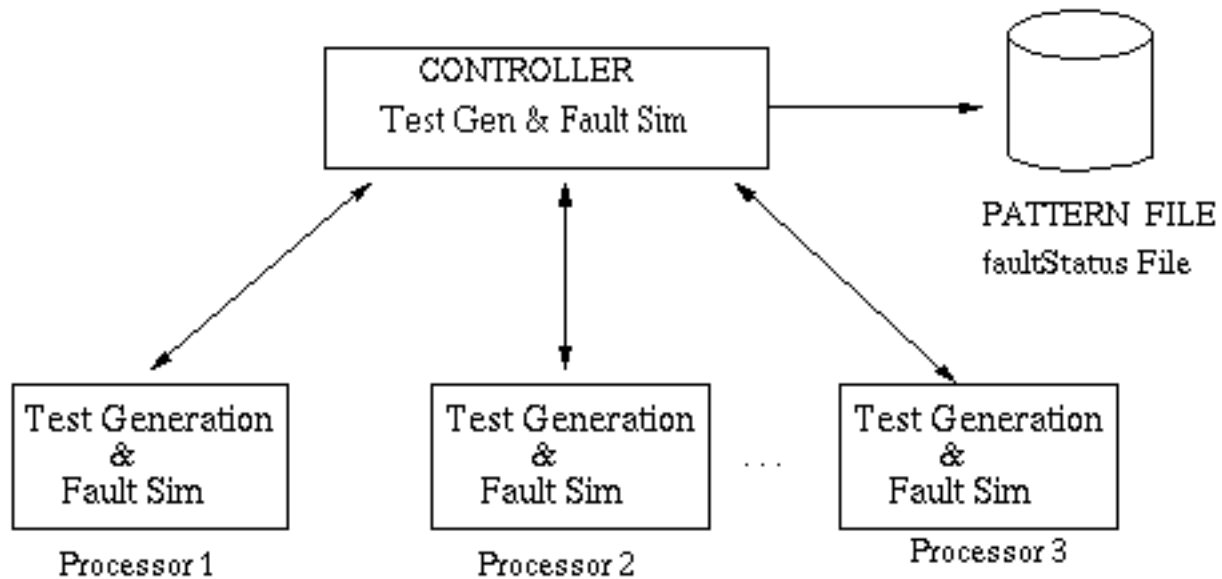 CONTROLLER
Test Gen & Fault Sim
PATTERN FILE
faultStatus File
Test Generation
&
Fault Sim
Processor 1
Test Generation
&
Fault Sim
Processor 2
. . .
Test Generation
&
Fault Sim
Processor 3